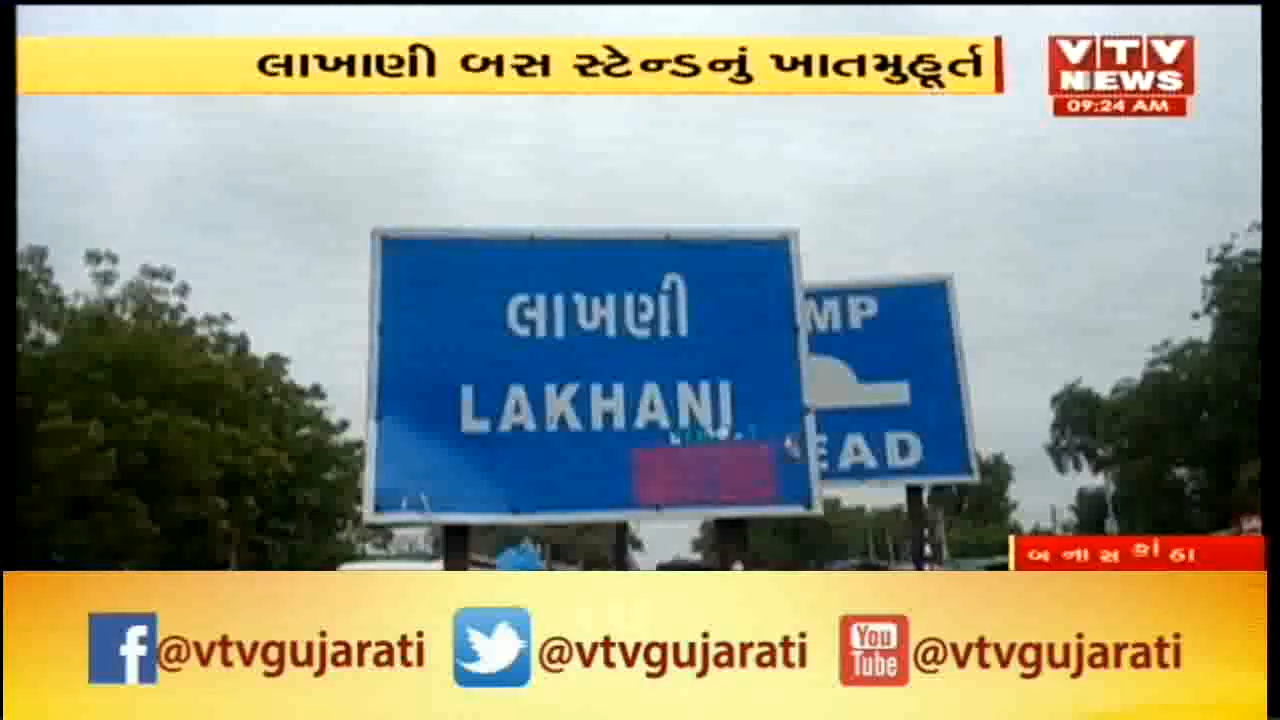 લાખાણી બસ સ્ટેન્ડનું ખાતમુહૂર્ત
VTV
NEWS
09:24 AM
લાખણી
LAKHANI
MP
EAD
બનાસકાંઠા
@vtvgujarati
@vtvgujarati
You
Tube
@vtvgujarati